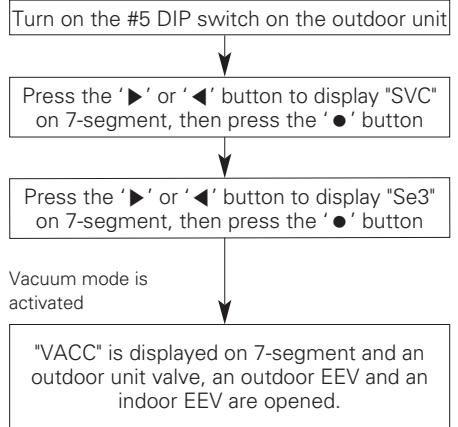 Turn on the #5 DIP switch on the outdoor unit
Press the ‘▶’ or ‘◀’ button to display "SVC"
on 7-segment, then press the ‘●’ button
Press the ‘▶’ or ‘◀’ button to display "Se3"
on 7-segment, then press the ‘●’ button
Vacuum mode is
activated
"VACC" is displayed on 7-segment and an
outdoor unit valve, an outdoor EEV and an
indoor EEV are opened.